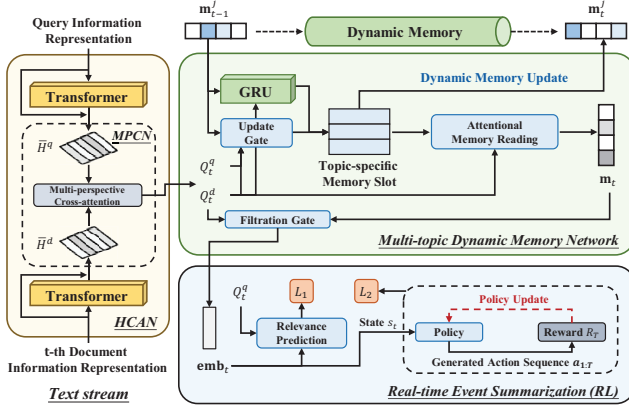 Query Information
Representation
Transformer
H̅^q
MPCN
Multi-perspective
Cross-attention
H̅^d
Transformer
HCAN
t-th Document
Information Representation
Text stream
m_{t-1}^j
Dynamic Memory
m_t^j
Dynamic Memory Update
GRU
Update
Gate
Topic-specific
Memory Slot
Attentional
Memory Reading
m_t
Q_t^q
Q_t^d
Filtration Gate
Multi-topic Dynamic Memory Network
Q_t^q
L_1
L_2
emb_t
Relevance
Prediction
State s_t
Policy Update
Policy
Reward R_T
Generated Action Sequence a_{1:T}
Real-time Event Summarization (RL)